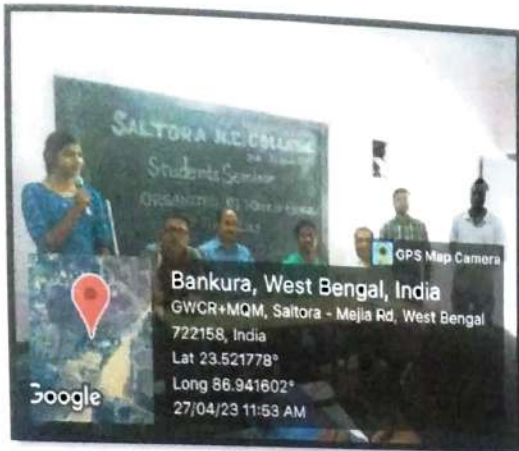 SALTORA N.C. COLLEGE
Students Seminar
ORGANISED BY
GPS Map Camera
Bankura, West Bengal, India
GWCR+MQM, Saltora - Mejia Rd, West Bengal
722158, India
Lat 23.521778°
Long 86.941602°
27/04/23 11:53 AM
Google